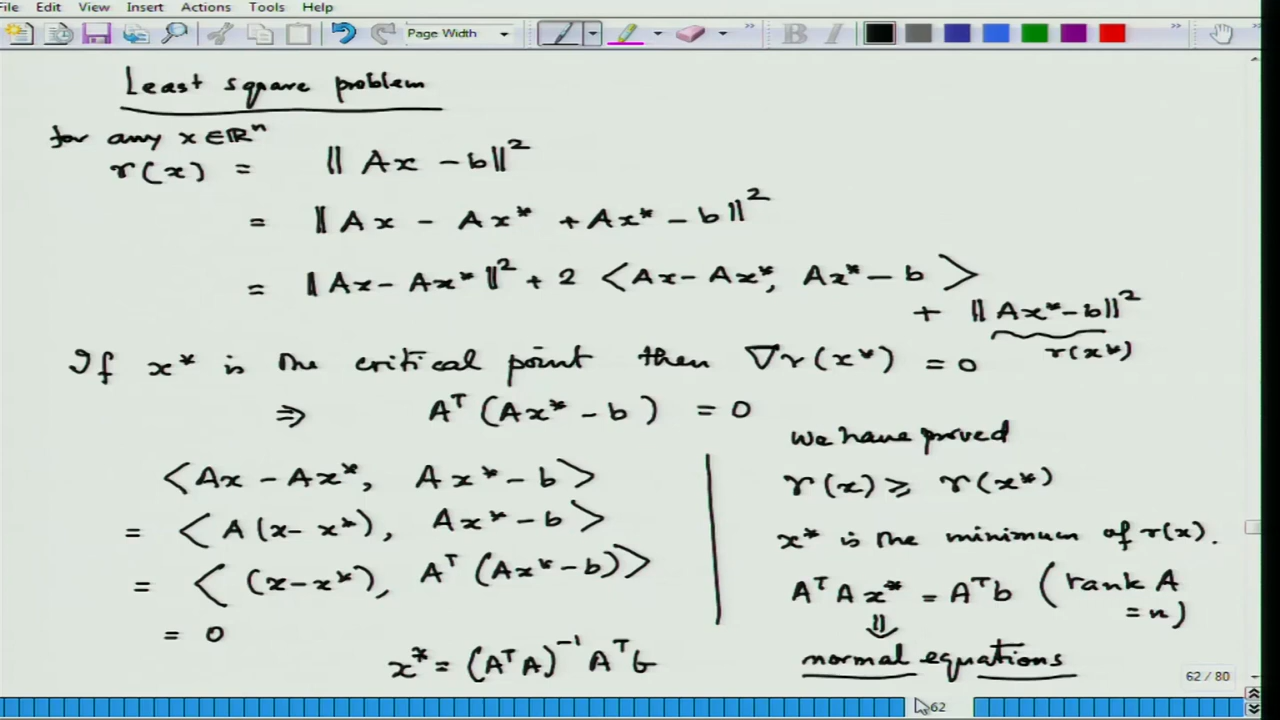 File Edit View Insert Actions Tools Help
Page Width
Least square problem
for any x ∈ ℝⁿ
r(x) = ‖Ax - b‖²
= ‖Ax - Ax* + Ax* - b‖²
= ‖Ax - Ax*‖² + 2 ⟨Ax - Ax*, Ax* - b⟩
+ ‖Ax* - b‖²
r(x*)
If x* is the critical point then ∇r(x*) = 0
⇒ Aᵀ(Ax* - b) = 0
⟨Ax - Ax*, Ax* - b⟩
= ⟨A(x - x*), Ax* - b⟩
= ⟨(x - x*), Aᵀ(Ax* - b)⟩
= 0
x* = (AᵀA)⁻¹ Aᵀb
we have proved
r(x) ≥ r(x*)
x* is the minimum of r(x).
AᵀA x* = Aᵀb (rank A
= n)
⇓
normal equations
62 / 80
62